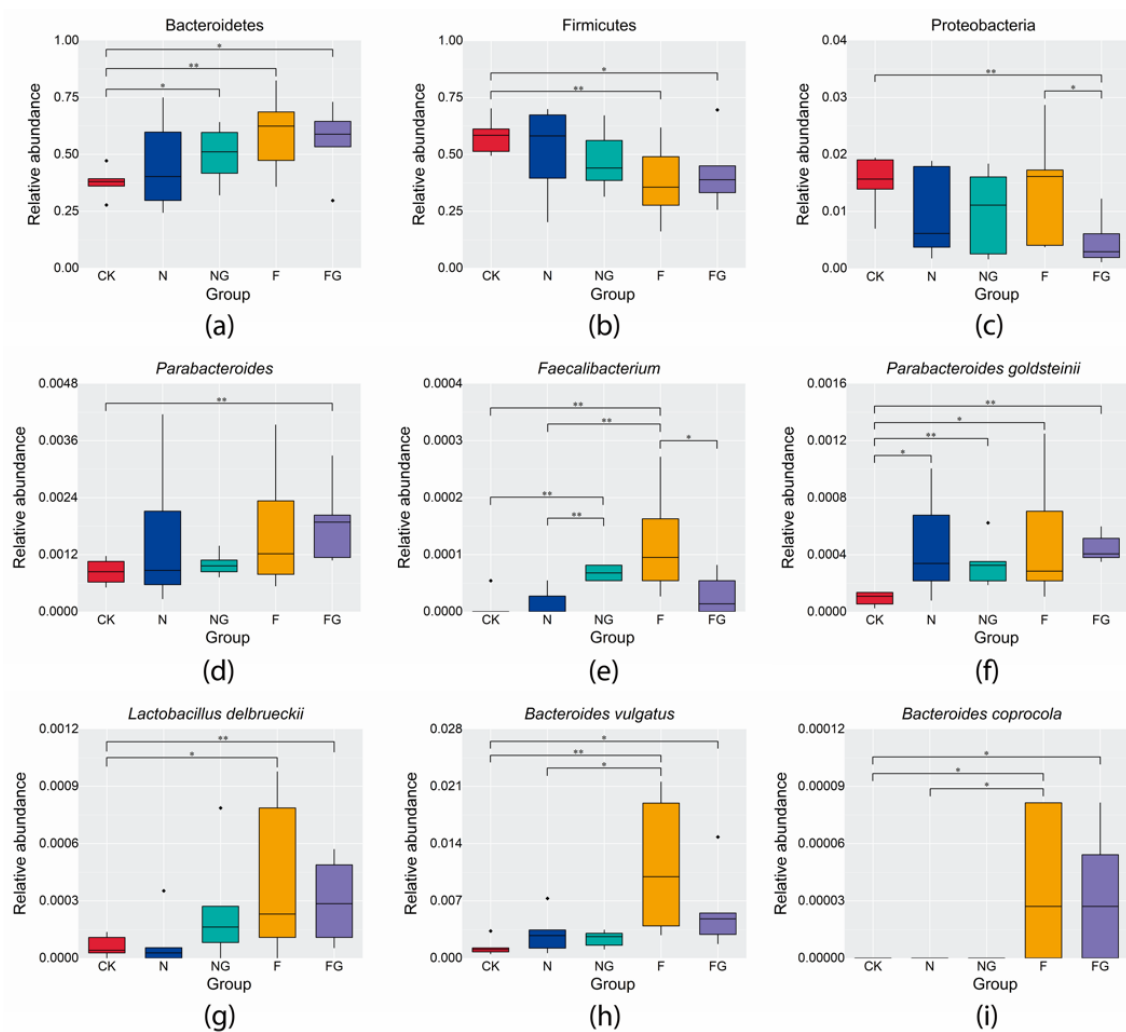 Bacteroidetes
Relative abundance
1.00
0.75
0.50
0.25
0.00
*
**
*
CK N NG F FG
Group
(a)
Firmicutes
Relative abundance
1.00
0.75
0.50
0.25
0.00
*
**
CK N NG F FG
Group
(b)
Proteobacteria
Relative abundance
0.04
0.03
0.02
0.01
0.00
**
*
CK N NG F FG
Group
(c)
Parabacteroides
Relative abundance
0.0048
0.0036
0.0024
0.0012
0.0000
**
CK N NG F FG
Group
(d)
Faecalibacterium
Relative abundance
0.0004
0.0003
0.0002
0.0001
0.0000
**
**
*
**
**
CK N NG F FG
Group
(e)
Parabacteroides goldsteinii
Relative abundance
0.0016
0.0012
0.0008
0.0004
0.0000
**
*
**
*
CK N NG F FG
Group
(f)
Lactobacillus delbrueckii
Relative abundance
0.0012
0.0009
0.0006
0.0003
0.0000
**
*
CK N NG F FG
Group
(g)
Bacteroides vulgatus
Relative abundance
0.028
0.021
0.014
0.007
0.000
*
**
*
CK N NG F FG
Group
(h)
Bacteroides coprocola
Relative abundance
0.00012
0.00009
0.00006
0.00003
0.00000
*
*
*
CK N NG F FG
Group
(i)